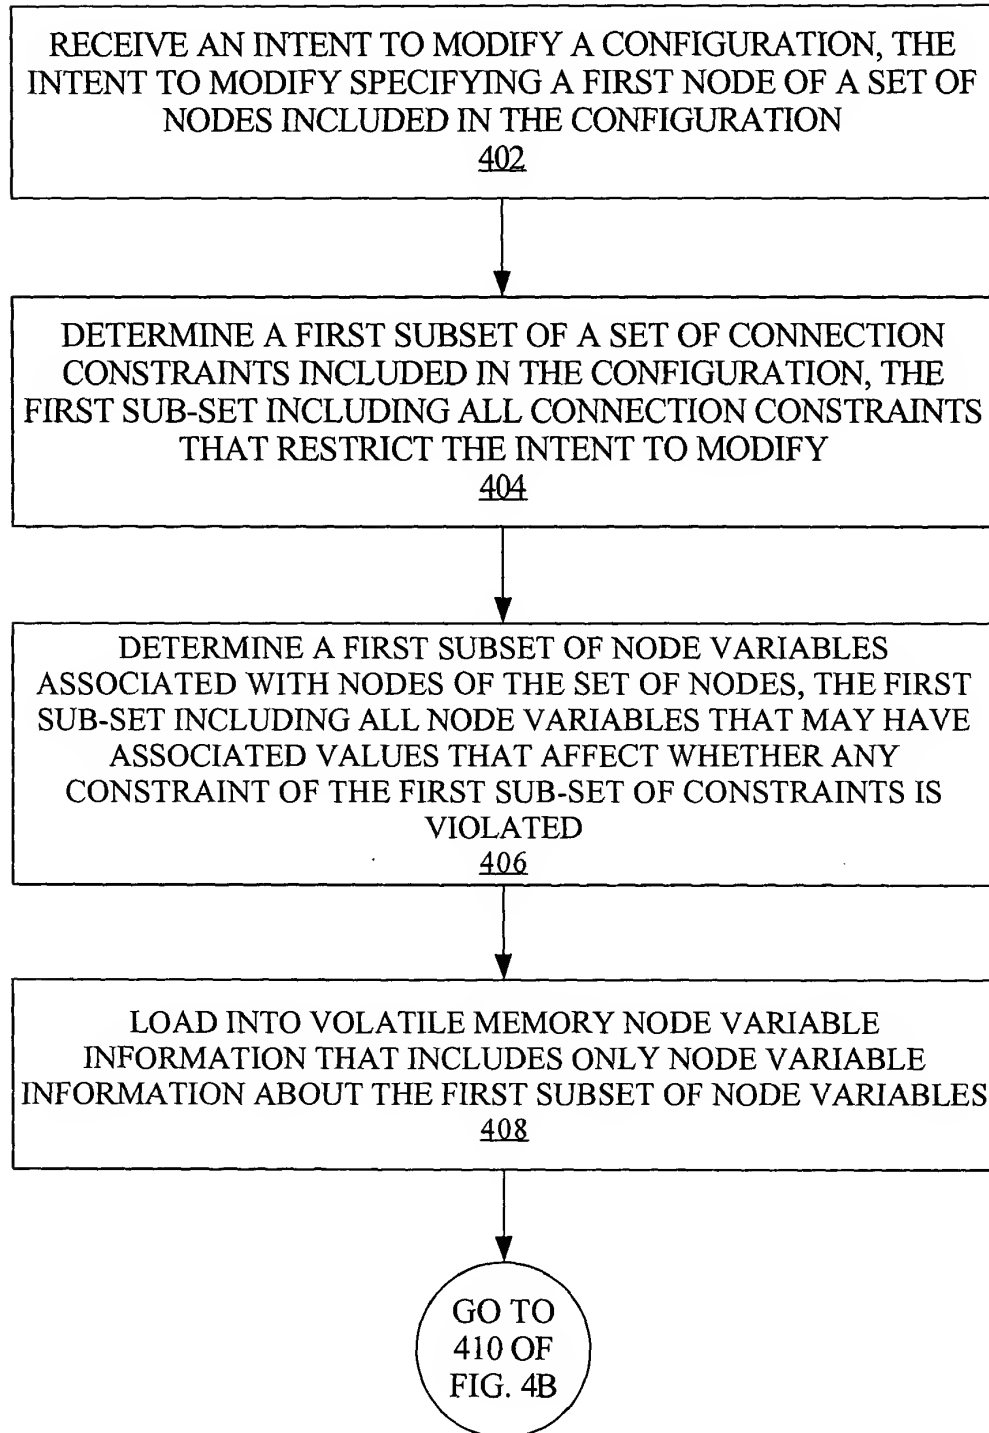 RECEIVE AN INTENT TO MODIFY A CONFIGURATION, THE
INTENT TO MODIFY SPECIFYING A FIRST NODE OF A SET OF
NODES INCLUDED IN THE CONFIGURATION
402
DETERMINE A FIRST SUBSET OF A SET OF CONNECTION
CONSTRAINTS INCLUDED IN THE CONFIGURATION, THE
FIRST SUB-SET INCLUDING ALL CONNECTION CONSTRAINTS
THAT RESTRICT THE INTENT TO MODIFY
404
DETERMINE A FIRST SUBSET OF NODE VARIABLES
ASSOCIATED WITH NODES OF THE SET OF NODES, THE FIRST
SUB-SET INCLUDING ALL NODE VARIABLES THAT MAY HAVE
ASSOCIATED VALUES THAT AFFECT WHETHER ANY
CONSTRAINT OF THE FIRST SUB-SET OF CONSTRAINTS IS
VIOLATED
406
LOAD INTO VOLATILE MEMORY NODE VARIABLE
INFORMATION THAT INCLUDES ONLY NODE VARIABLE
INFORMATION ABOUT THE FIRST SUBSET OF NODE VARIABLES
408
GO TO
410 OF
FIG. 4B